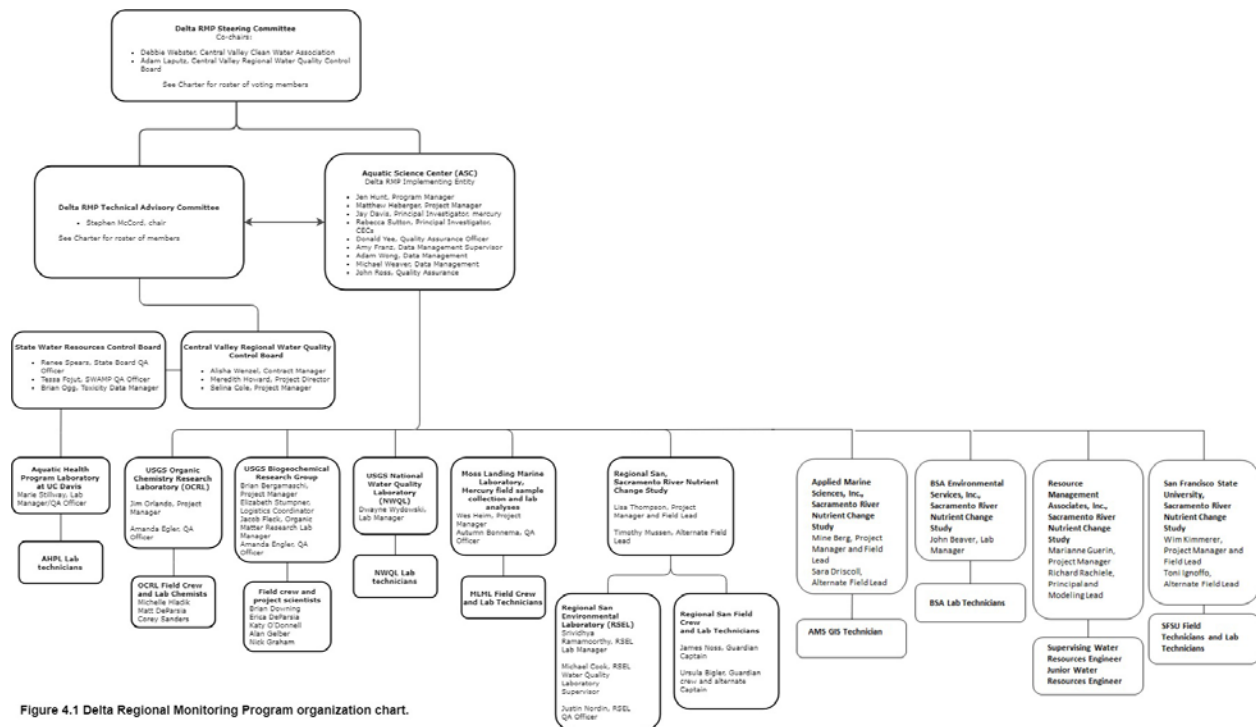 Delta RMP Steering Committee
Co-chairs:
Debbie Webster, Central Valley Clean Water Association
Adam Laputz, Central Valley Regional Water Quality Control
Board
See Charter for roster of voting members
Delta RMP Technical Advisory Committee
Stephen McCord, chair
See Charter for roster of members
Aquatic Science Center (ASC)
Delta RMP Implementing Entity
Jen Hunt, Program Manager
Matthew Heberger, Project Manager
Jay Davis, Principal Investigator, mercury
Rebecca Sutton, Principal Investigator,
CECs
Donald Yee, Quality Assurance Officer
Amy Franz, Data Management Supervisor
Adam Wong, Data Management
Michael Weaver, Data Management
John Ross, Quality Assurance
State Water Resources Control Board
Renee Spears, State Board QA
Officer
Tessa Fojut, SWAMP QA Officer
Brian Ogg, Toxicity Data Manager
Central Valley Regional Water Quality
Control Board
Alisha Wenzel, Contract Manager
Meredith Howard, Project Director
Selina Cole, Project Manager
Aquatic Health
Program Laboratory
at UC Davis
Marie Stillway, Lab
Manager/QA Officer
AHPL Lab
technicians
USGS Organic
Chemistry Research
Laboratory (OCRL)
Jim Orlando, Project
Manager
Amanda Egler, QA
Officer
OCRL Field Crew
and Lab Chemists
Michelle Hladik
Matt DeParsia
Corey Sanders
USGS Biogeochemical
Research Group
Brian Bergamaschi,
Project Manager
Elizabeth Stumpner,
Logistics Coordinator
Jacob Fleck, Organic
Matter Research Lab
Manager
Amanda Engler, QA
Officer
Field crew and
project scientists
Brian Downing
Erica DeParsia
Katy O'Donnell
Alan Gelber
Nick Graham
USGS National
Water Quality
Laboratory (NWQL)
Dwayne Wydowski,
Lab Manager
NWQL Lab
technicians
Moss Landing Marine
Laboratory,
Mercury field sample
collection and lab
analyses
Wes Heim, Project
Manager
Autumn Bonnema, QA
Officer
MLML Field Crew
and Lab Technicians
Regional San,
Sacramento River Nutrient
Change Study
Lisa Thompson, Project
Manager and Field Lead
Timothy Mussen, Alternate Field
Lead
Regional San
Environmental
Laboratory (RSEL)
Srividhya
Ramamoorthy, RSEL
Lab Manager
Michael Cook, RSEL
Water Quality
Laboratory
Supervisor
Justin Nordin, RSEL
QA Officer
Regional San Field
Crew
and Lab Technicians
James Noss, Guardian
Captain
Ursula Bigler, Guardian
crew and alternate
Captain
Applied Marine
Sciences, Inc.,
Sacramento River
Nutrient Change
Study
Mine Berg, Project
Manager and Field
Lead
Sara Driscoll,
Alternate Field Lead
AMS GIS Technician
BSA Environmental
Services, Inc.,
Sacramento River
Nutrient Change
Study
John Beaver, Lab
Manager
BSA Lab Technicians
Resource
Management
Associates, Inc.,
Sacramento River
Nutrient Change
Study
Marianne Guerin,
Project Manager
Richard Rachiele,
Principal and
Modeling Lead
Supervising Water
Resources Engineer
Junior Water
Resources Engineer
San Francisco State
University,
Sacramento River
Nutrient Change
Study
Wim Kimmerer,
Project Manager and
Field Lead
Toni Ignoffo,
Alternate Field Lead
SFSU Field
Technicians and Lab
Technicians
Figure 4.1 Delta Regional Monitoring Program organization chart.